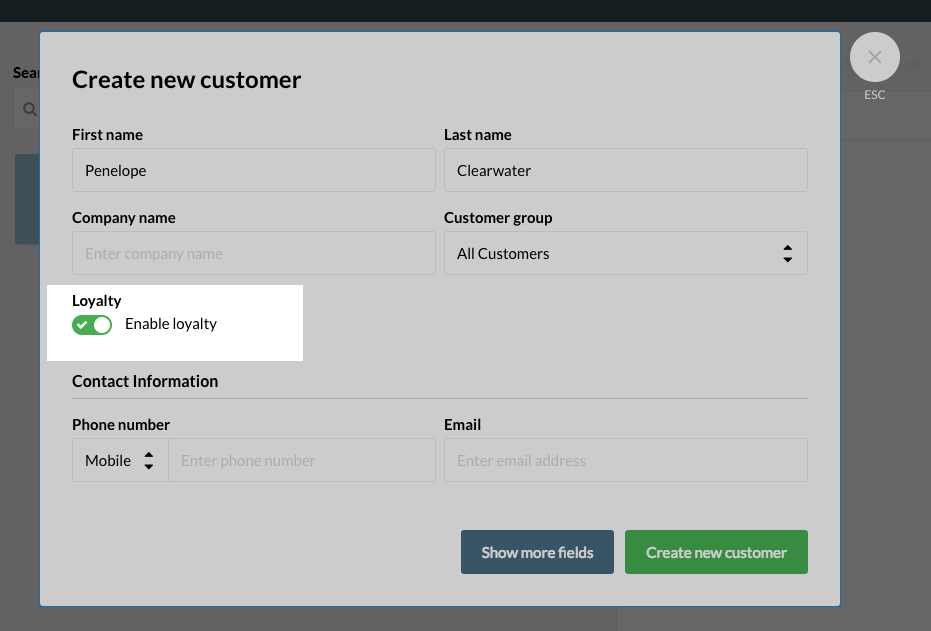 Create new customer
ESC
First name Last name
Penelope Clearwater
Company name Customer group
Enter company name All Customers
Loyalty
Enable loyalty
Contact Information
Phone number Email
Mobile Enter phone number Enter email address
Show more fields Create new customer